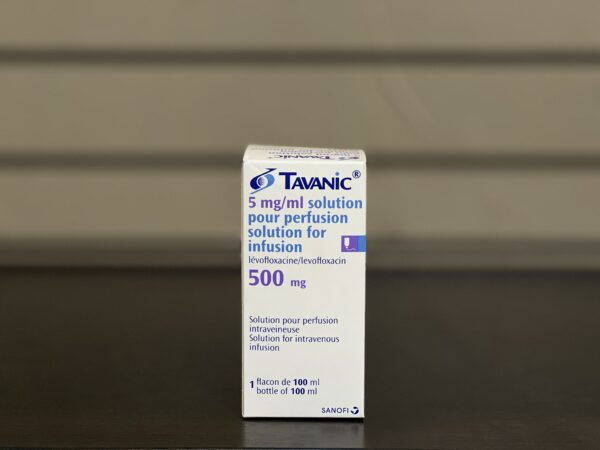 TAVANIC®
5 mg/ml solution
pour perfusion
solution for
infusion
lévofloxacine/levofloxacin
500 mg
Solution pour perfusion
intraveineuse
Solution for intravenous
infusion
1 flacon de 100 ml
bottle of 100 ml
SANOFI